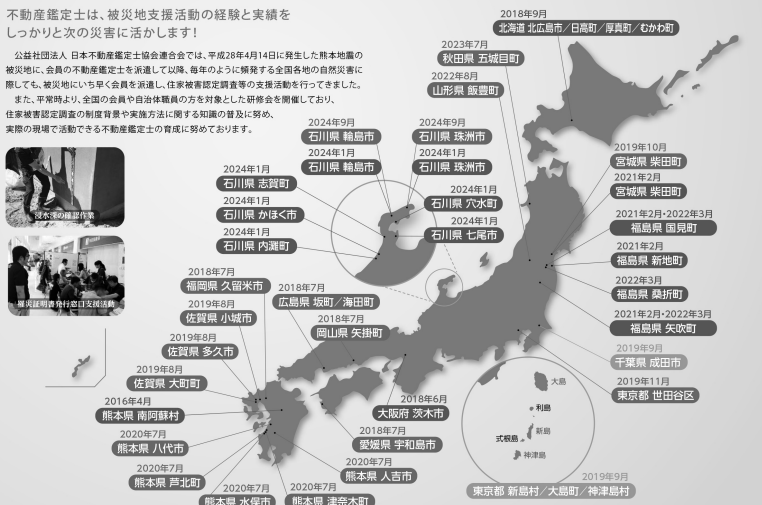 不動産鑑定士は、被災地支援活動の経験と実績を
しっかりと次の災害に活かします!
公益社団法人 日本不動産鑑定士協会連合会では、平成28年4月14日に発生した熊本地震の
被災地に、会員の不動産鑑定士を派遣して以降、毎年のように頻発する全国各地の自然災害に
際しても、被災地にいち早く会員を派遣し、住家被害認定調査等の支援活動を行ってきました。
また、平常時より、全国の会員や自治体職員の方を対象とした研修会を開催しており、
住家被害認定調査の制度背景や実施方法に関する知識の普及に努め、
実際の現場で活動できる不動産鑑定士の育成に努めております。
浸水深の確認作業
罹災証明書発行窓口支援活動
2018年9月
北海道 北広島市/日高町/厚真町/むかわ町
2023年7月
秋田県 五城目町
2022年8月
山形県 飯豊町
2024年9月
石川県 輪島市
2024年9月
石川県 珠洲市
2024年1月
石川県 輪島市
2024年1月
石川県 珠洲市
2024年1月
石川県 志賀町
2024年1月
石川県 穴水町
2024年1月
石川県 かほく市
2024年1月
石川県 七尾市
2024年1月
石川県 内灘町
2019年10月
宮城県 柴田町
2021年2月
宮城県 柴田町
2021年2月・2022年3月
福島県 国見町
2021年2月
福島県 新地町
2022年3月
福島県 桑折町
2021年2月・2022年3月
福島県 矢吹町
2019年9月
千葉県 成田市
2019年11月
東京都 世田谷区
2018年7月
福岡県 久留米市
2018年7月
広島県 坂町/海田町
2019年8月
佐賀県 小城市
2018年7月
岡山県 矢掛町
2019年8月
佐賀県 多久市
2019年8月
佐賀県 大町町
2016年4月
熊本県 南阿蘇村
2018年6月
大阪府 茨木市
2020年7月
熊本県 八代市
2018年7月
愛媛県 宇和島市
2020年7月
熊本県 芦北町
2020年7月
熊本県 人吉市
2020年7月
熊本県 水俣市
2020年7月
熊本県 津奈木町
大島
利島
新島
式根島
神津島
2019年9月
東京都 新島村/大島町/神津島村